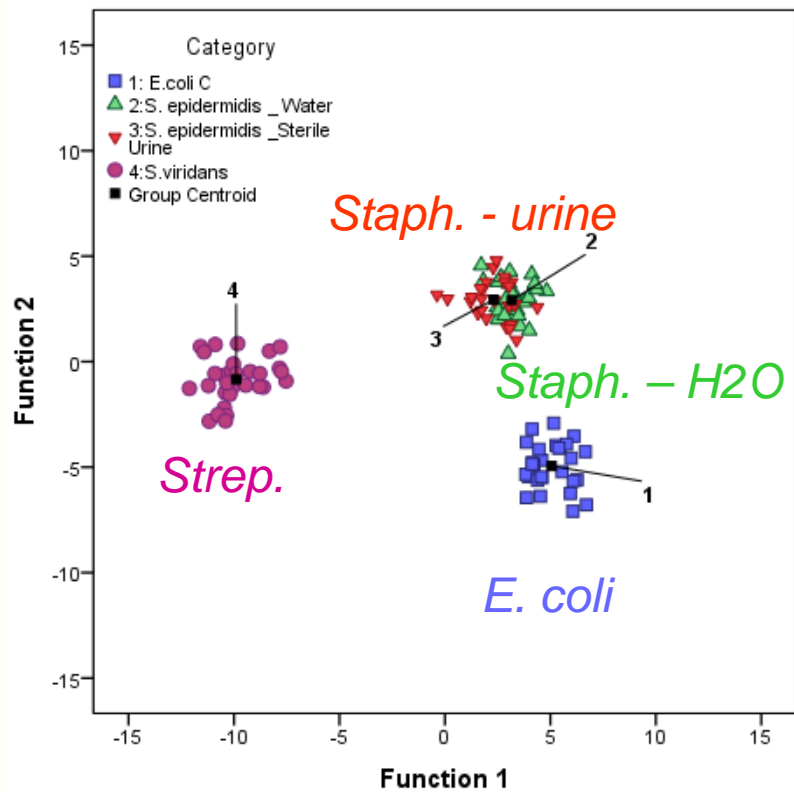 Category
1: E.coli C
2:S. epidermidis _Water
3:S. epidermidis _Sterile
Urine
4:S.viridans
Group Centroid
Staph. - urine
2
3
4
Staph. – H2O
Strep.
1
E. coli
Function 2
15
10
5
0
-5
-10
-15
-15
-10
-5
0
5
10
15
Function 1